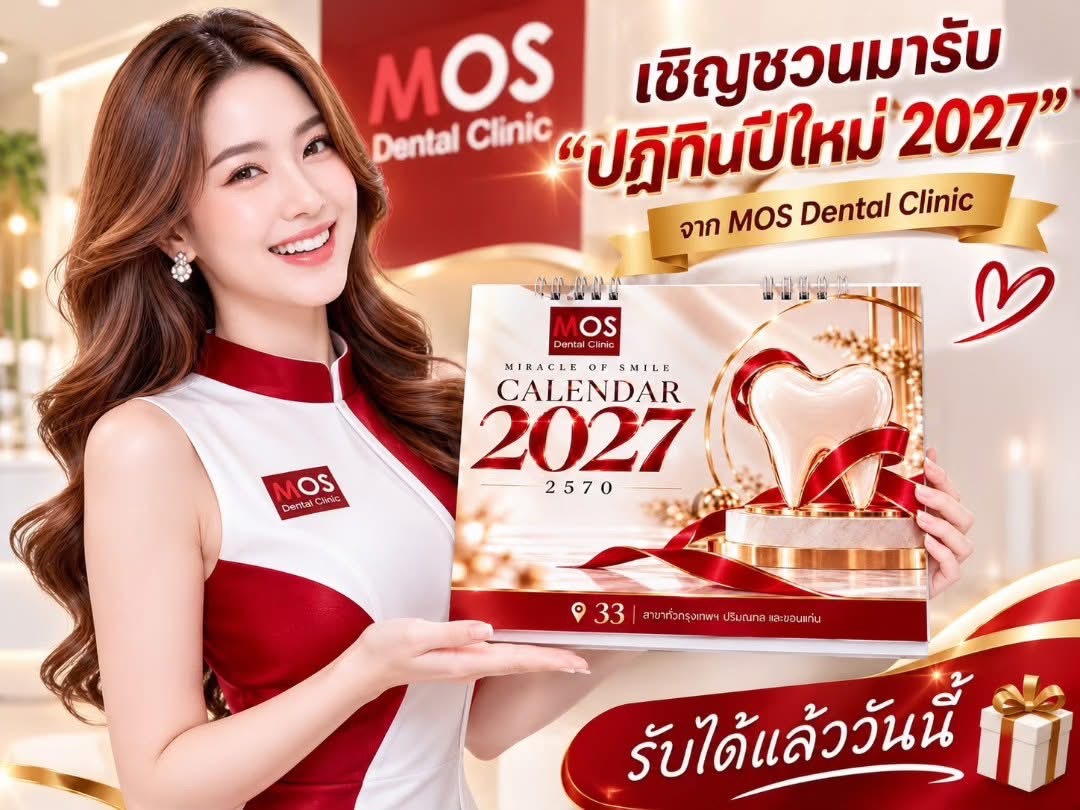 MOS
Dental Clinic
เชิญชวนมารับ
“ปฏิทินปีใหม่ 2027”
จาก MOS Dental Clinic
MOS
Dental Clinic
MIRACLE OF SMILE
CALENDAR
2027
2570
MOS
Dental Clinic
33 | สาขาทั่วกรุงเทพฯ ปริมณฑล และขอนแก่น
รับได้แล้ววันนี้